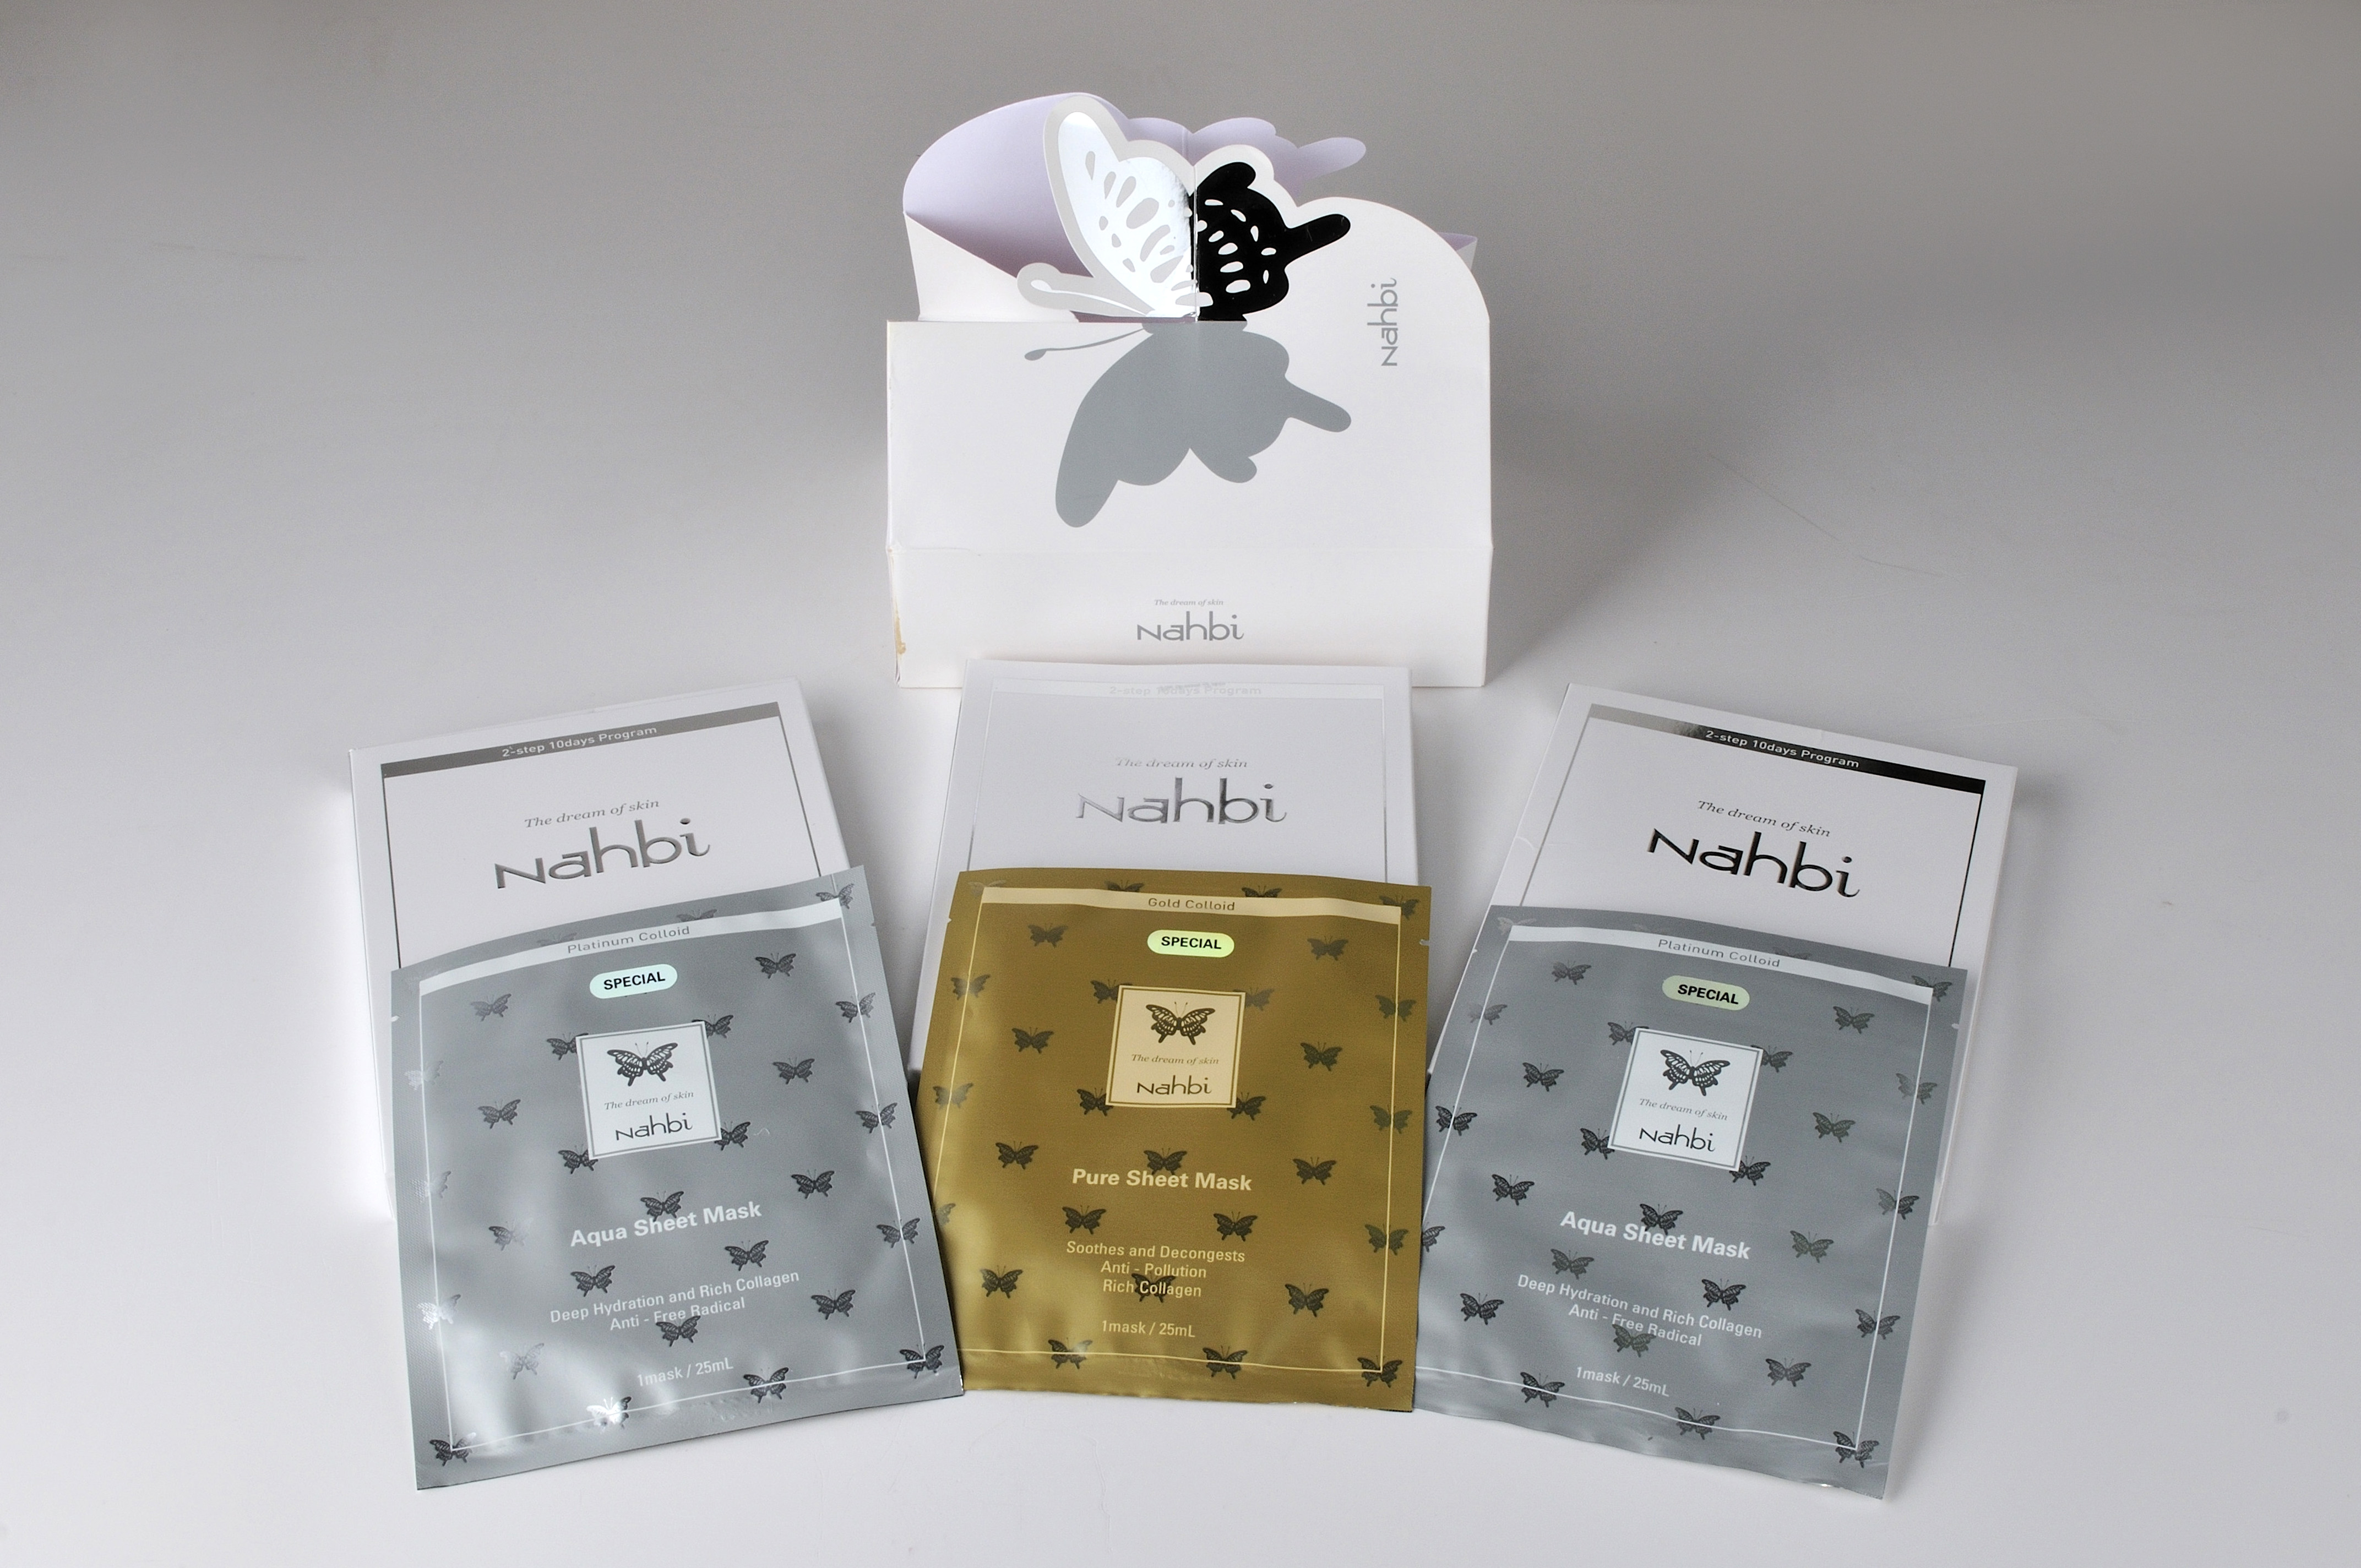 Nahbi
The dream of skin
Nahbi
2-step 10days Program
The dream of skin
Nahbi
Platinum Colloid
SPECIAL
The dream of skin
Nahbi
Aqua Sheet Mask
Deep Hydration and Rich Collagen
Anti - Free Radical
1mask / 25mL
2-step 10days Program
The dream of skin
Nahbi
Gold Colloid
SPECIAL
The dream of skin
Nahbi
Pure Sheet Mask
Soothes and Decongests
Anti - Pollution
Rich Collagen
1mask / 25mL
2-step 10days Program
The dream of skin
Nahbi
Platinum Colloid
SPECIAL
The dream of skin
Nahbi
Aqua Sheet Mask
Deep Hydration and Rich Collagen
Anti - Free Radical
1mask / 25mL